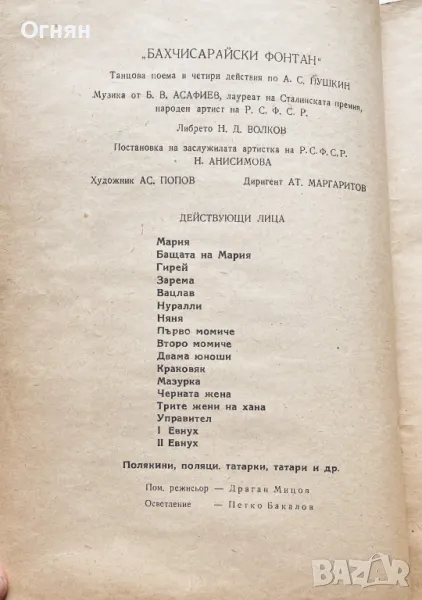 Огнян
„БАХЧИСАРАЙСКИ ФОНТАН"
Танцова поема в четири действия по А. С. ПУШКИН
Музика от Б. В. АСАФИЕВ, лауреат на Сталинската премия,
народен артист на Р. С. Ф. С. Р.
Либрето Н. Д. ВОЛКОВ
Постановка на заслужилата артистка на Р. С. Ф. С. Р.
Н. АНИСИМОВА
Художник АС. ПОПОВ Диригент АТ. МАРГАРИТОВ
ДЕЙСТВУЮЩИ ЛИЦА
Мария
Бащата на Мария
Гирей
Зарема
Вацлав
Нуралли
Няня
Първо момиче
Второ момиче
Двама юноши
Краковяк
Мазурка
Черната жена
Трите жени на хана
Управител
I Евнух
II Евнух
Полякини, поляци, татарки, татари и др.
Пом. режисьор — Драган Мицов
Осветление — Петко Бакалов
bazar.bg